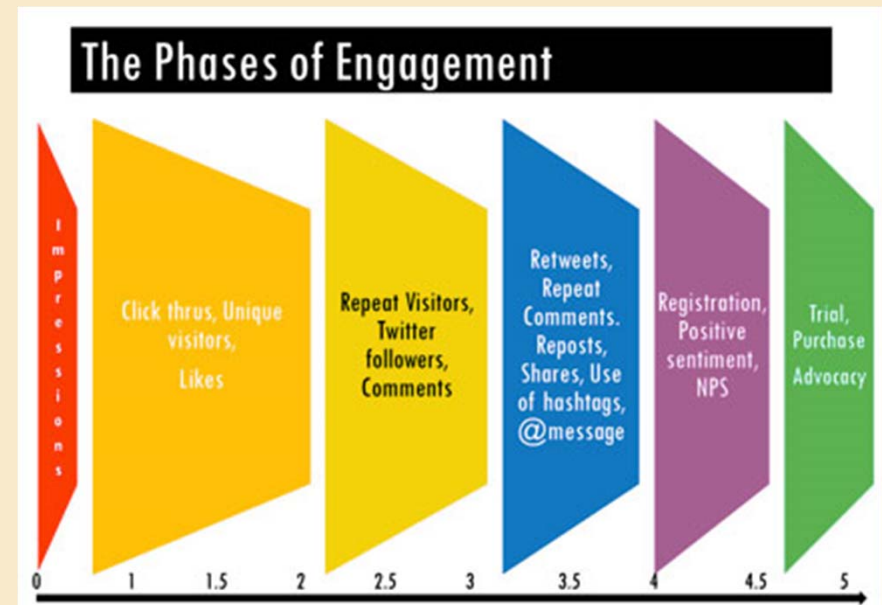 The Phases of Engagement
Impressions
Click thrus, Unique
visitors,
Likes
Repeat Visitors,
Twitter
followers,
Comments
Retweets,
Repeat
Comments.
Reposts,
Shares, Use
of hashtags,
@message
Registration,
Positive
sentiment,
NPS
Trial,
Purchase
Advocacy
0 1 1.5 2 2.5 3 3.5 4 4.5 5